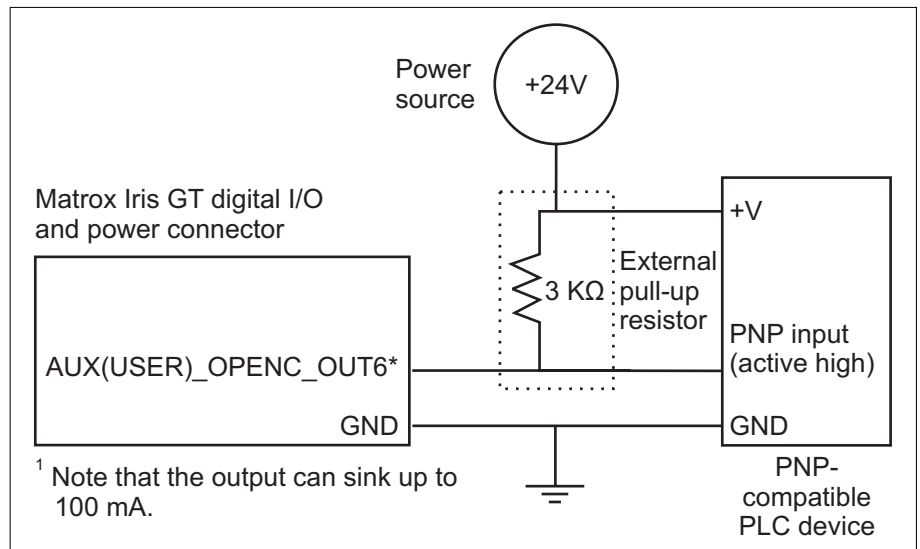 Power
source
+24V
Matrox Iris GT digital I/O
and power connector
+V
3 KΩ
External
pull-up
resistor
PNP input
(active high)
AUX(USER)_OPENC_OUT6*
GND
GND
1 Note that the output can sink up to
100 mA.
PNP-
compatible
PLC device